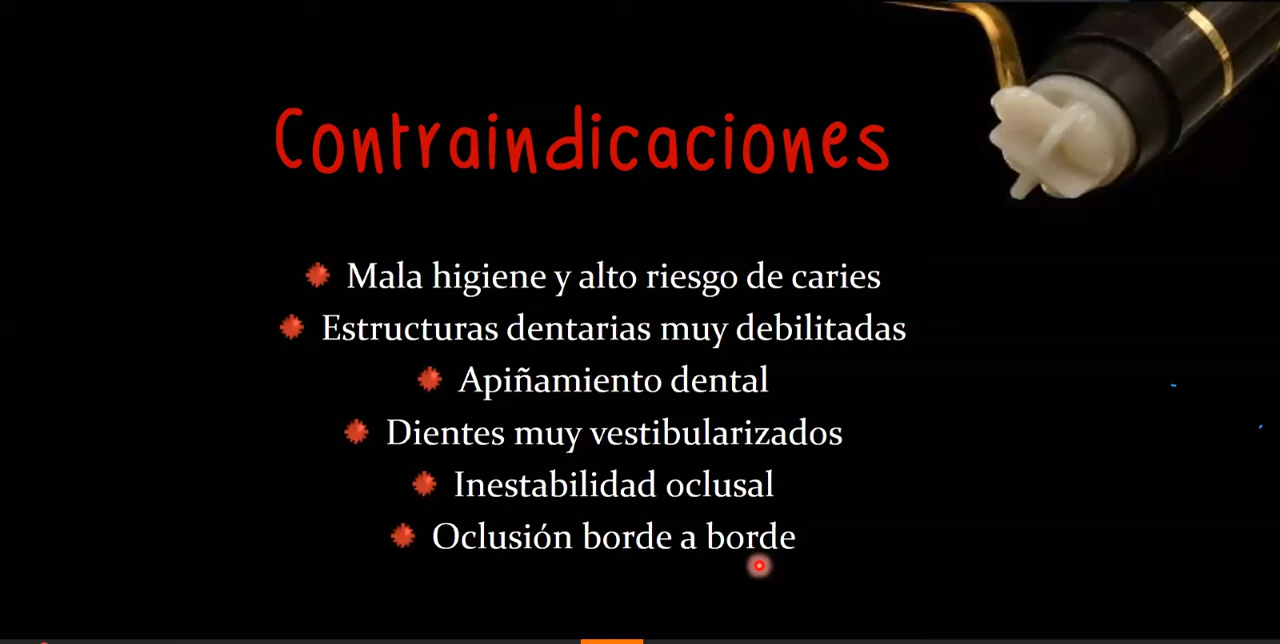 Contraindicaciones
Mala higiene y alto riesgo de caries
Estructuras dentarias muy debilitadas
Apiñamiento dental
Dientes muy vestibularizados
Inestabilidad oclusal
Oclusión borde a borde